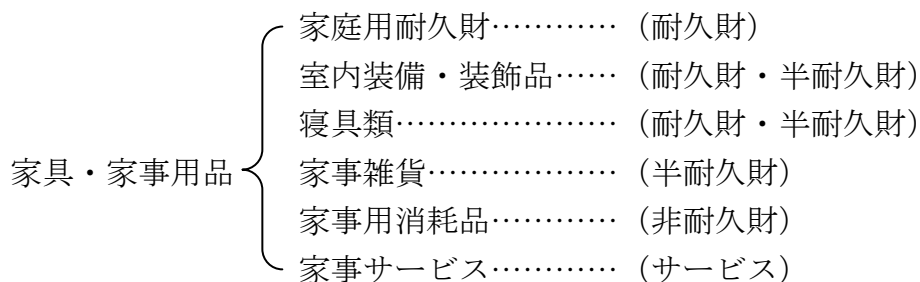 家庭用耐久財…………（耐久財）
室内装備・装飾品……（耐久財・半耐久財）
寝具類…………………（耐久財・半耐久財）
家具・家事用品
家事雑貨………………（半耐久財）
家事用消耗品…………（非耐久財）
家事サービス…………（サービス）